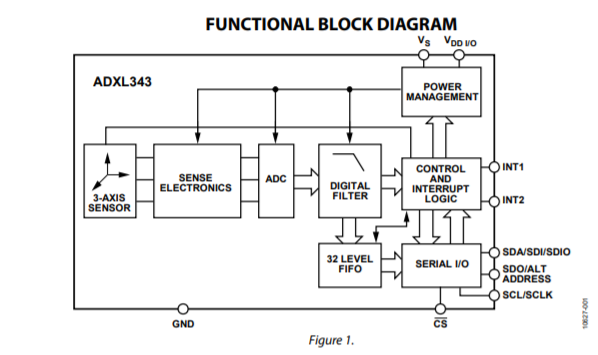 FUNCTIONAL BLOCK DIAGRAM
VS VDD I/O
ADXL343
POWER
MANAGEMENT
3-AXIS
SENSOR
SENSE
ELECTRONICS
ADC
DIGITAL
FILTER
CONTROL
AND
INTERRUPT
LOGIC
INT1
INT2
32 LEVEL
FIFO
SERIAL I/O
SDA/SDI/SDIO
SDO/ALT
ADDRESS
SCL/SCLK
GND
CS
10627-001
Figure 1.